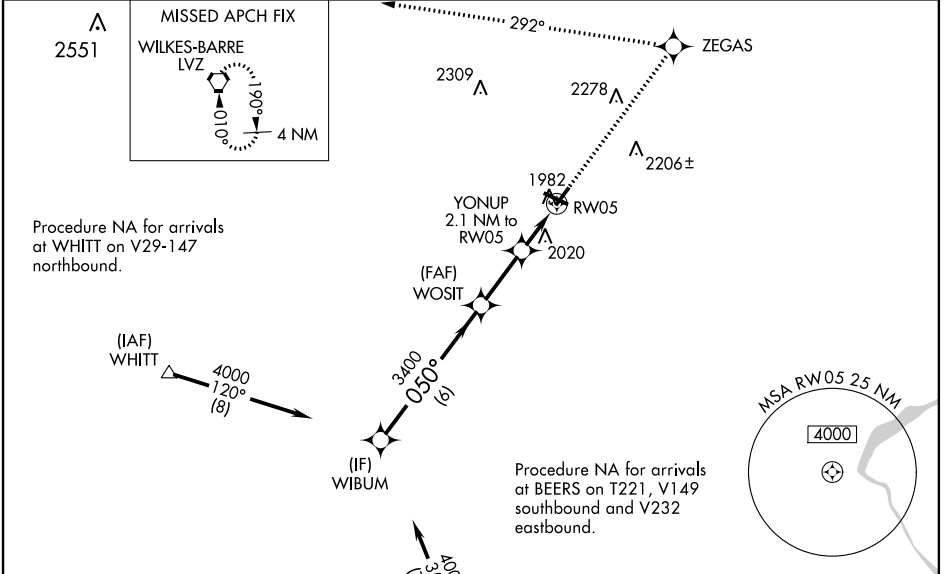 MISSED APCH FIX
WILKES-BARRE
LVZ
190°
010°
4 NM
2551
292°
ZEGAS
2309
2278
2206±
1982
RW05
YONUP
2.1 NM to
RW05
2020
Procedure NA for arrivals
at WHITT on V29-147
northbound.
(FAF)
WOSIT
(IAF)
WHITT
4000
120°
(8)
3400
050°
(6)
(IF)
WIBUM
MSA RW05 25 NM
4000
Procedure NA for arrivals
at BEERS on T221, V149
southbound and V232
eastbound.